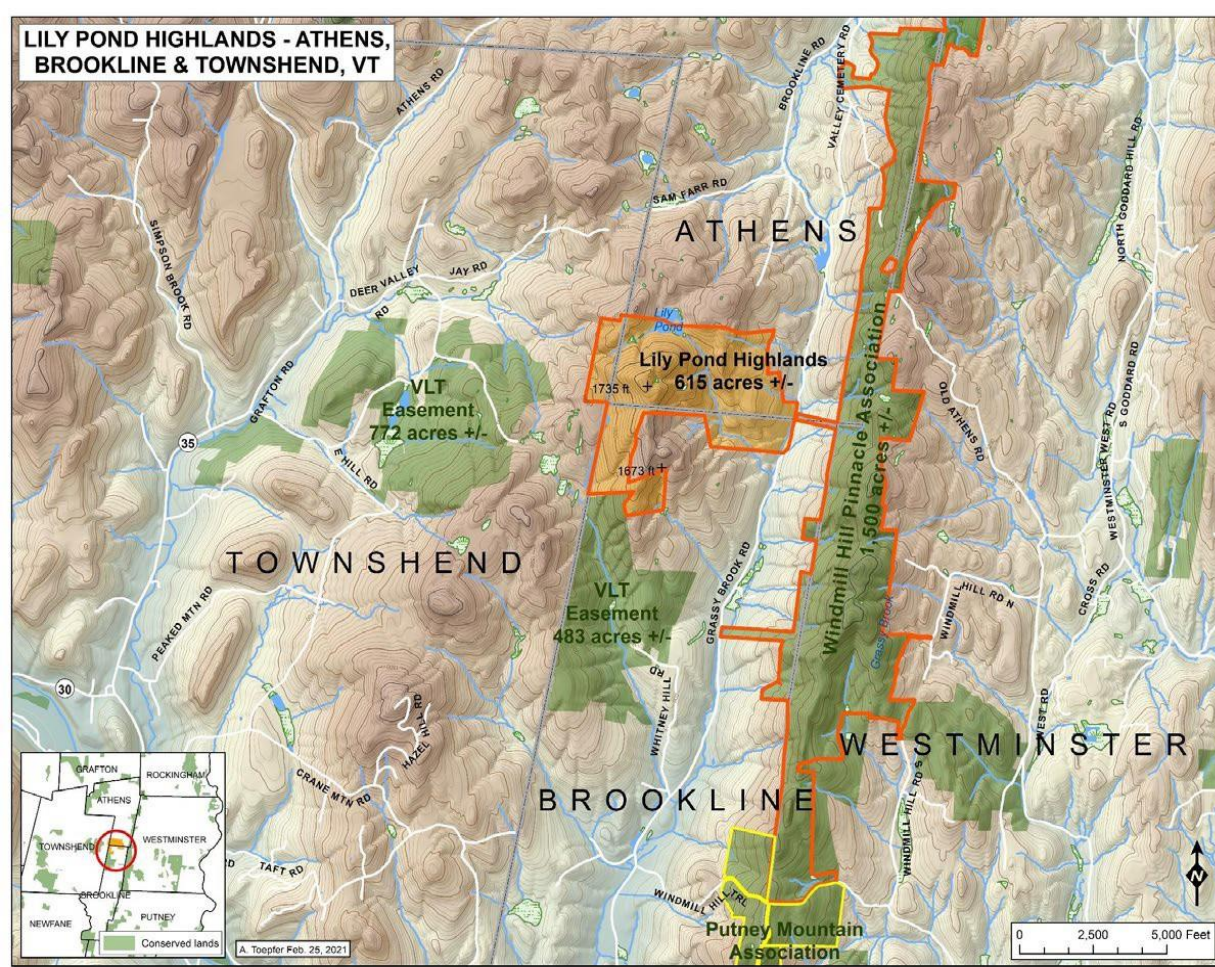 LILY POND HIGHLANDS - ATHENS,
BROOKLINE & TOWNSHEND, VT
ATHENS RD
BROOKLINE RD
VALLEY CEMETERY RD
NORTH GODDARD HILL RD
SIMPSON BROOK RD
SAM FARR RD
ATHENS
DEER VALLEY
RD
JAY RD
Lily
Pond
Lily Pond Highlands
615 acres +/-
1735 ft
1673 ft
GRAFTON RD
VLT
Easement
772 acres +/-
35
E HILL RD
Windmill Hill Pinnacle Association
1,500 acres +/-
OLD ATHENS RD
S GODDARD RD
WESTMINSTER WEST RD
TOWNSHEND
VLT
Easement
483 acres +/-
GRASSY BROOK RD
Grassy Brook
WINDMILL
HILL RD N
CROSS RD
PEAKED MTN RD
30
WHITNEY HILL
RD
HAZEL HILL RD
WEST RD
WESTMINSTER
CRANE MTN RD
BROOKLINE
WINDMILL HILL RD S
TAFT RD
RD
WINDMILL HILL TRL
Putney Mountain
Association
GRAFTON
ROCKINGHAM
ATHENS
TOWNSHEND
WESTMINSTER
BROOKLINE
NEWFANE
PUTNEY
Conserved lands
A. Toepfer Feb. 25, 2021
N
0 2,500 5,000 Feet